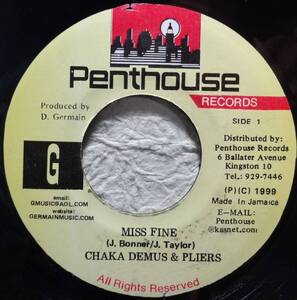 Penthouse
RECORDS
Produced by
D. Germain
SIDE 1
G
Distributed by:
Penthouse Records
6 Ballater Avenue
Kingston 10
Tel: 929-7446
(P)(C) 1999
Made in Jamaica
E-MAIL:
Penthouse
@kasnet.com
email:
GMUSIC@AOL.COM
website:
GERMAINMUSIC.COM
MISS FINE
(J. Bonner/J. Taylor)
CHAKA DEMUS & PLIERS
All Rights Reserved